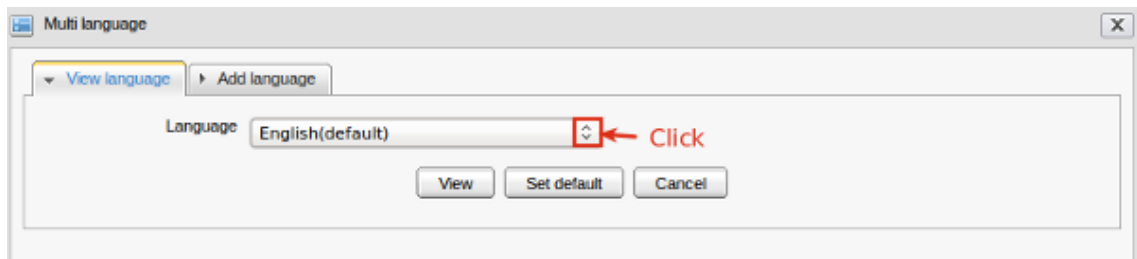 Multi language
View language
Add language
Language English(default)
Click
View Set default Cancel